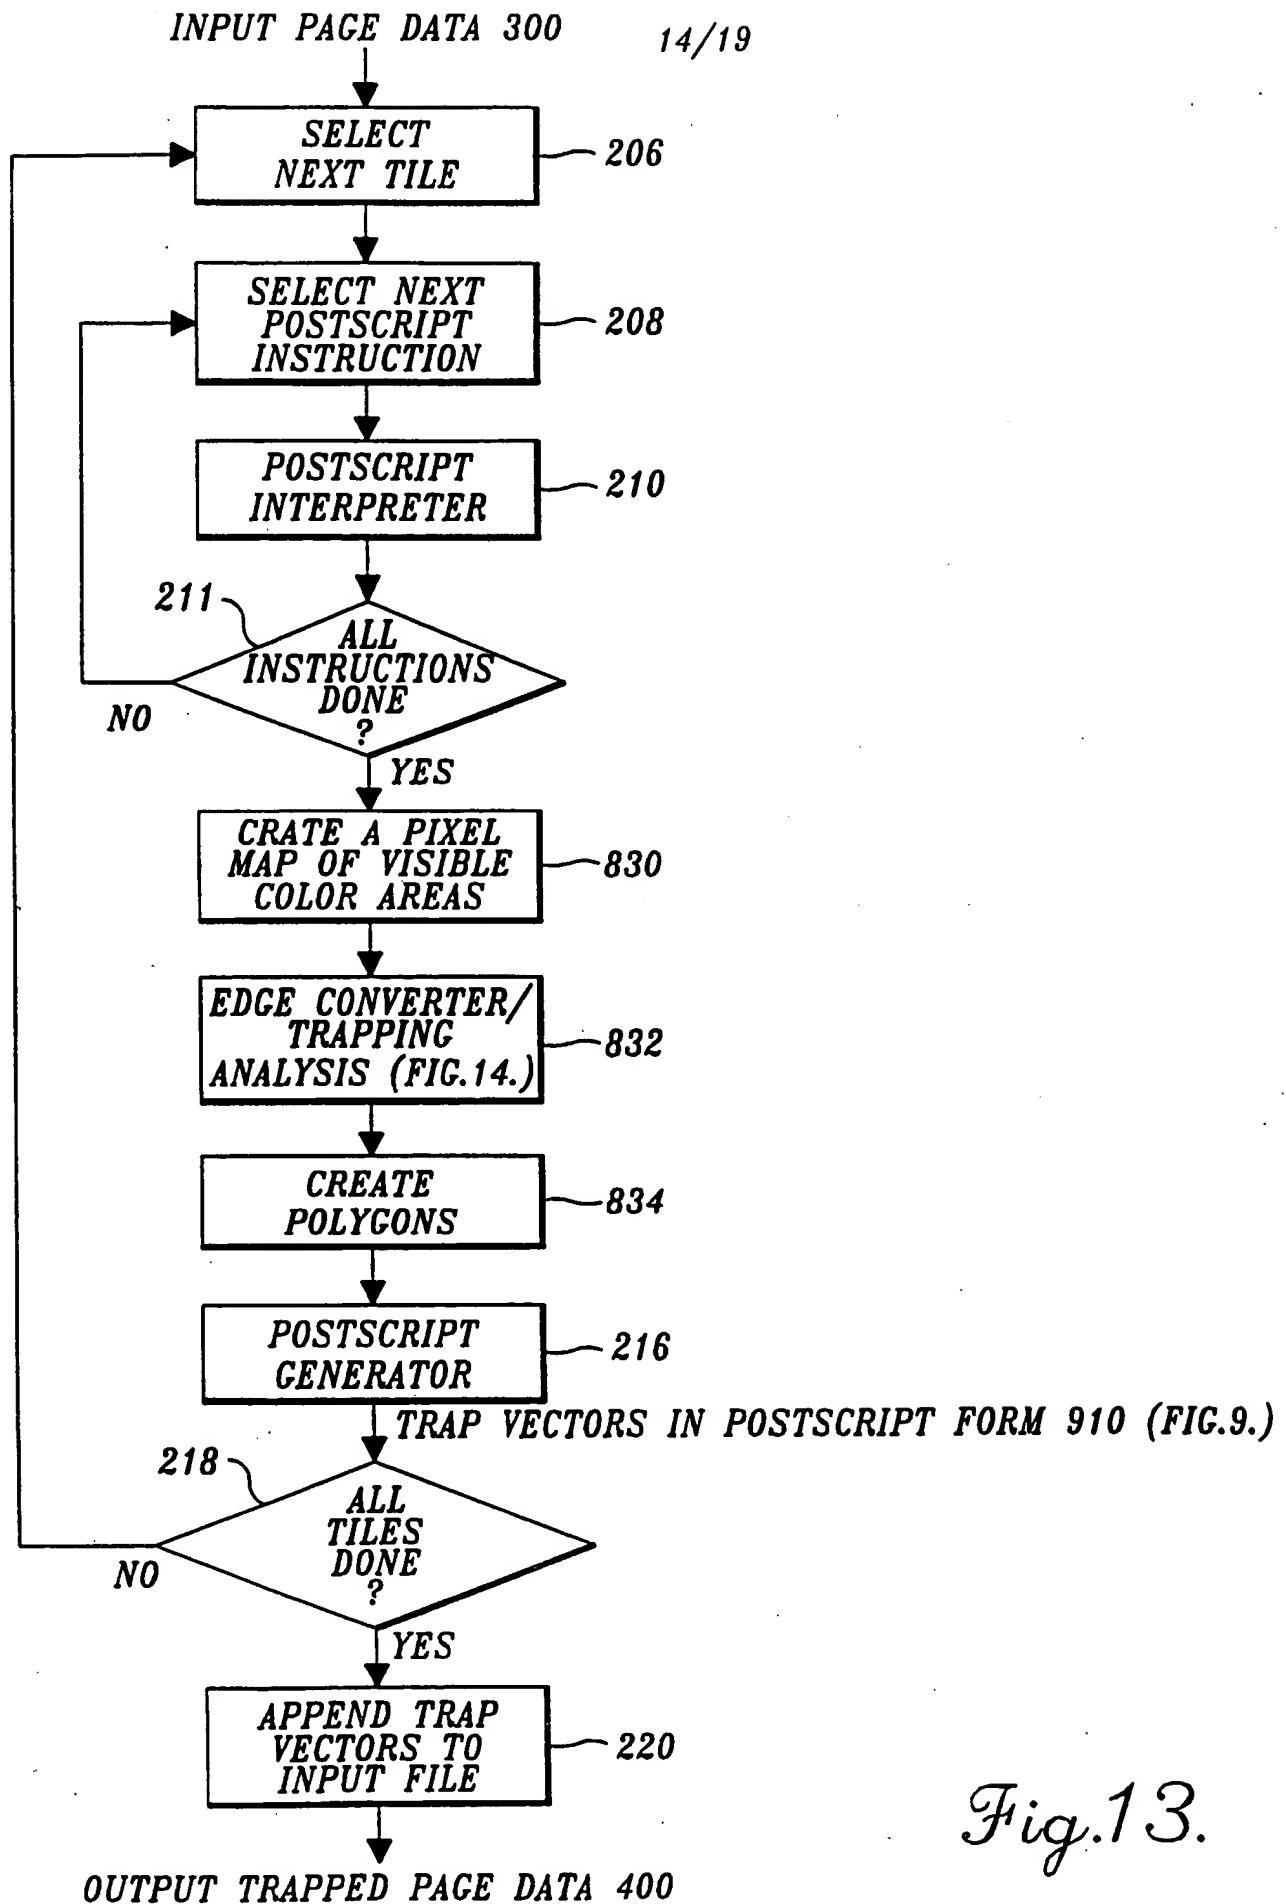 INPUT PAGE DATA 300
14/19
SELECT
NEXT TILE
206
SELECT NEXT
POSTSCRIPT
INSTRUCTION
208
POSTSCRIPT
INTERPRETER
210
211
ALL
INSTRUCTIONS
DONE
?
NO
YES
CRATE A PIXEL
MAP OF VISIBLE
COLOR AREAS
830
EDGE CONVERTER/
TRAPPING
ANALYSIS (FIG.14.)
832
CREATE
POLYGONS
834
POSTSCRIPT
GENERATOR
216
TRAP VECTORS IN POSTSCRIPT FORM 910 (FIG.9.)
218
ALL
TILES
DONE
?
NO
YES
APPEND TRAP
VECTORS TO
INPUT FILE
220
OUTPUT TRAPPED PAGE DATA 400
Fig.13.